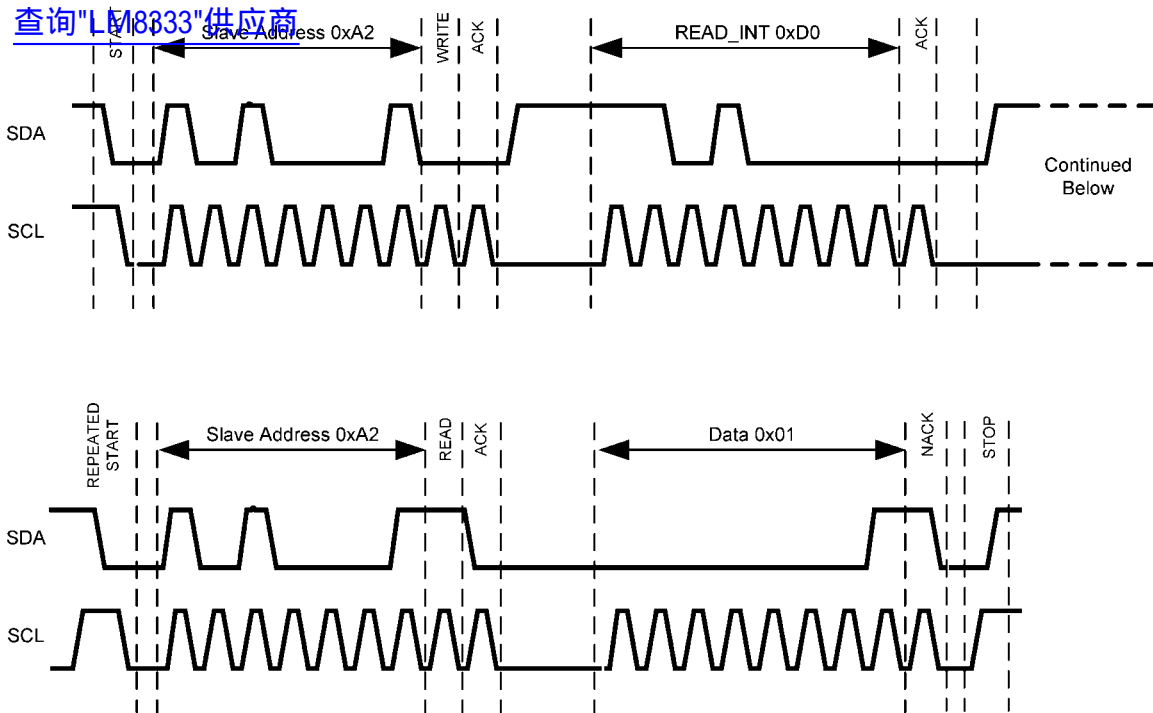 查询"LM8333"供应商
START
Slave Address 0xA2
WRITE
ACK
READ_INT 0xD0
ACK
SDA
SCL
Continued
Below
REPEATED
START
Slave Address 0xA2
READ
ACK
Data 0x01
NACK
STOP
SDA
SCL